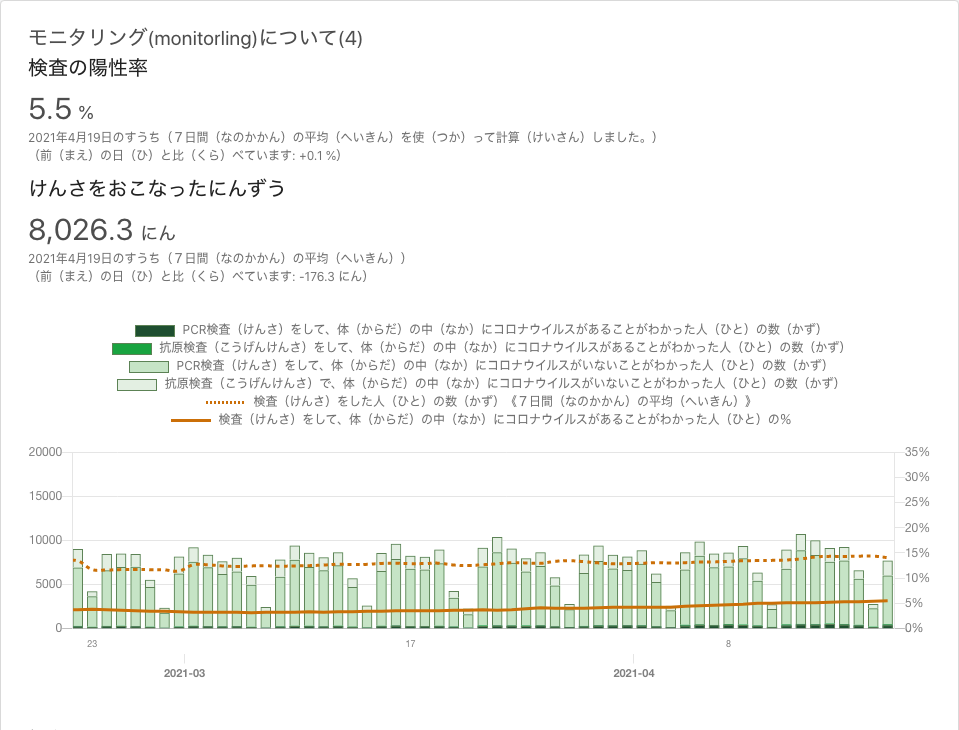 モニタリング(monitorling)について(4)
検査の陽性率
5.5 %
2021年4月19日のすうち（７日間（なのかかん）の平均（へいきん）を使（つか）って計算（けいさん）しました。）
（前（まえ）の日（ひ）と比（くら）べています: +0.1 %）
けんさをおこなったにんずう
8,026.3 にん
2021年4月19日のすうち（７日間（なのかかん）の平均（へいきん））
（前（まえ）の日（ひ）と比（くら）べています: -176.3 にん）
PCR検査（けんさ）をして、体（からだ）の中（なか）にコロナウイルスがあることがわかった人（ひと）の数（かず）
抗原検査（こうげんけんさ）をして、体（からだ）の中（なか）にコロナウイルスがあることがわかった人（ひと）の数（かず）
PCR検査（けんさ）をして、体（からだ）の中（なか）にコロナウイルスがいないことがわかった人（ひと）の数（かず）
抗原検査（こうげんけんさ）で、体（からだ）の中（なか）にコロナウイルスがいないことがわかった人（ひと）の数（かず）
検査（けんさ）をした人（ひと）の数（かず）《７日間（なのかかん）の平均（へいきん）》
検査（けんさ）をして、体（からだ）の中（なか）にコロナウイルスがあることがわかった人（ひと）の％
20000 35%
30%
15000 25%
20%
10000 15%
10%
5000 5%
0 0%
23 17 8
2021-03 2021-04